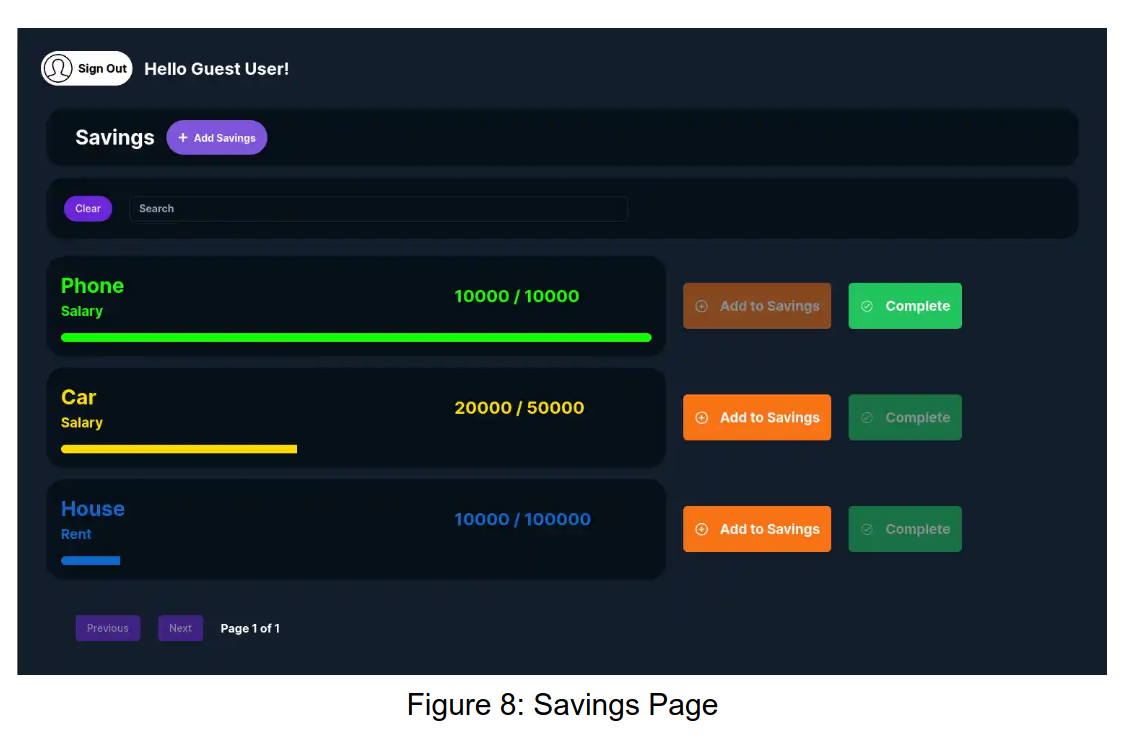 Sign Out Hello Guest User!
Savings + Add Savings
Clear Search
Phone
Salary
10000 / 10000
Add to Savings Complete
Car
Salary
20000 / 50000
Add to Savings Complete
House
Rent
10000 / 100000
Add to Savings Complete
Previous Next Page 1 of 1
Figure 8: Savings Page